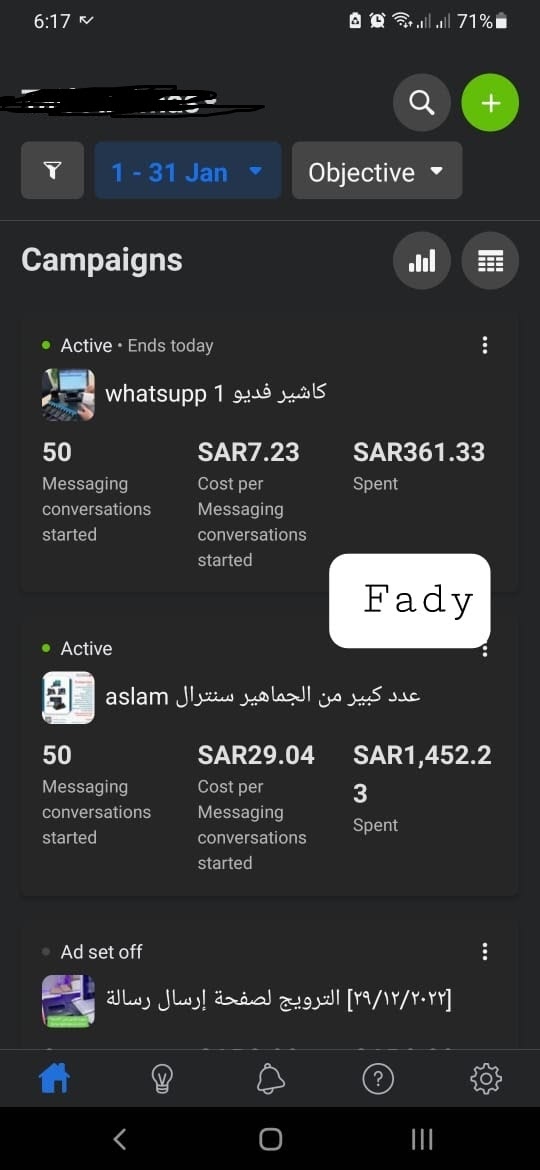 6:17
71%
1 - 31 Jan
Objective
Campaigns
Active • Ends today
whatsupp 1 كاشير فديو
50
SAR7.23
SAR361.33
Messaging conversations started
Cost per Messaging conversations started
Spent
Fady
Active
aslam عدد كبير من الجماهير سنترال
50
SAR29.04
SAR1,452.23
Messaging conversations started
Cost per Messaging conversations started
Spent
Ad set off
[٢٩/١٢/٢٠٢٢] الترويج لصفحة إرسال رسالة